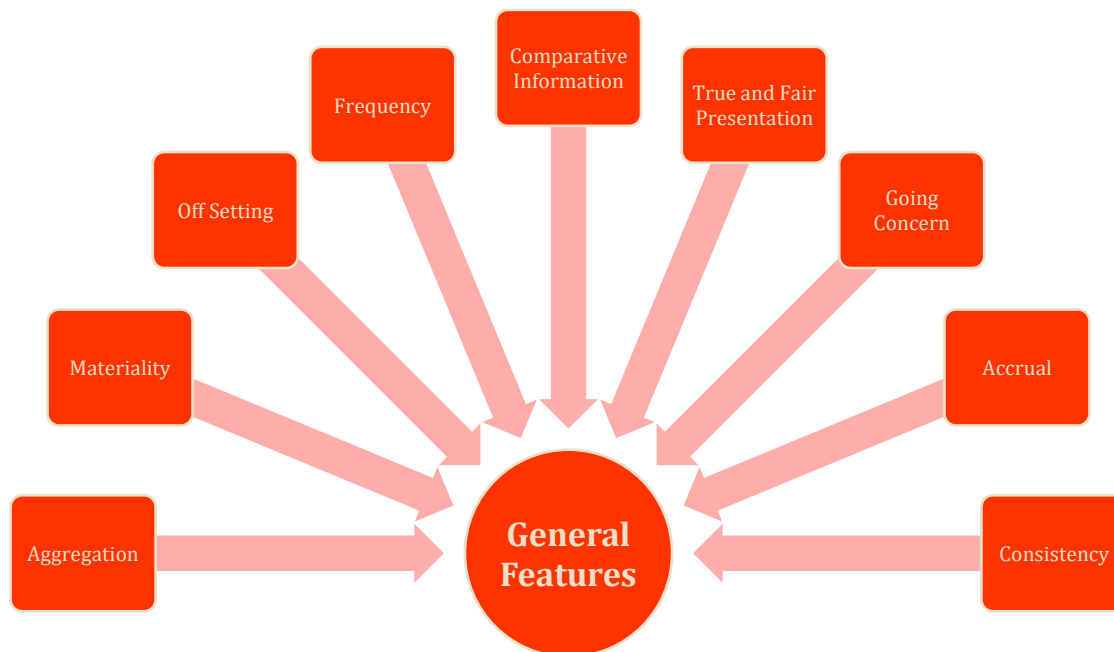 Comparative
Information
Frequency
True and Fair
Presentation
Off Setting
Going
Concern
Materiality
Accrual
Aggregation
General
Features
Consistency